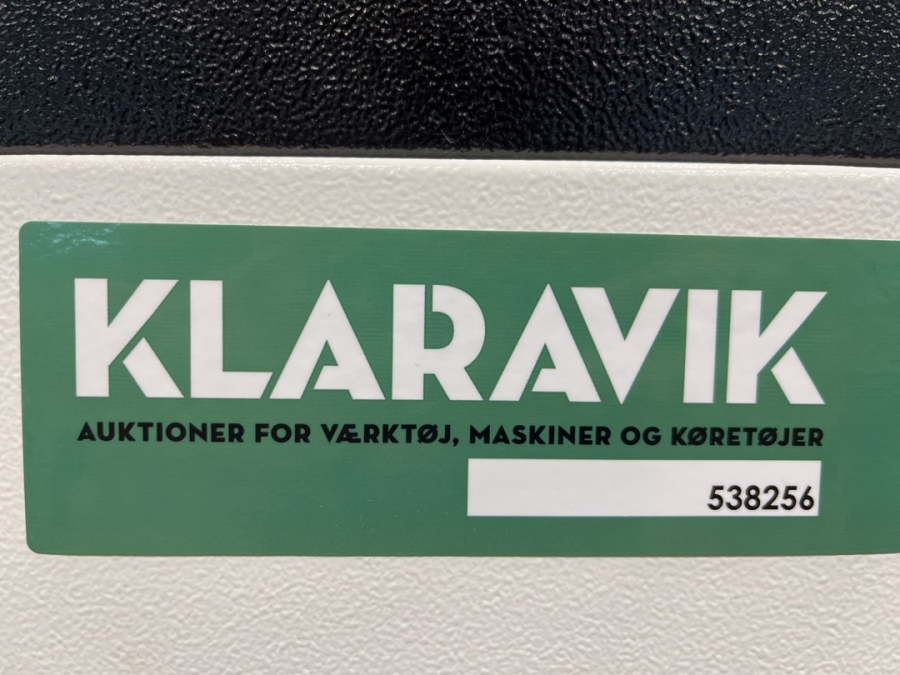 KLARAVIK
AUKTIONER FOR VÆRKTØJ, MASKINER OG KØRETØJER
538256